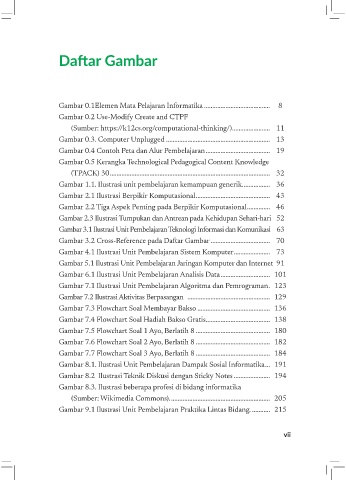 Daftar Gambar
Gambar 0.1Elemen Mata Pelajaran Informatika ........................................ 8
Gambar 0.2 Use-Modify Create and CTPF
(Sumber: https://k12cs.org/computational-thinking/)....................... 11
Gambar 0.3. Computer Unplugged ................................................................ 13
Gambar 0.4 Contoh Peta dan Alur Pembelajaran....................................... 19
Gambar 0.5 Kerangka Technological Pedagogical Content Knowledge
(TPACK) 30................................................................................................ 32
Gambar 1.1. Ilustrasi unit pembelajaran kemampuan generik................. 36
Gambar 2.1 Ilustrasi Berpikir Komputasional............................................. 43
Gambar 2.2 Tiga Aspek Penting pada Berpikir Komputasional.............. 46
Gambar 2.3 Ilustrasi Tumpukan dan Antrean pada Kehidupan Sehari-hari 52
Gambar 3.1 Ilustrasi Unit Pembelajaran Teknologi Informasi dan Komunikasi 63
Gambar 3.2 Cross-Reference pada Daftar Gambar .................................... 70
Gambar 4.1 Ilustrasi Unit Pembelajaran Sistem Komputer...................... 73
Gambar 5.1 Ilustrasi Unit Pembelajaran Jaringan Komputer dan Internet 91
Gambar 6.1 Ilustrasi Unit Pembelajaran Analisis Data.............................. 101
Gambar 7.1 Ilustrasi Unit Pembelajaran Algoritma dan Pemrograman. 123
Gambar 7.2 Ilustrasi Aktivitas Berpasangan .................................................. 129
Gambar 7.3 Flowchart Soal Membayar Bakso ............................................ 136
Gambar 7.4 Flowchart Soal Hadiah Bakso Gratis....................................... 138
Gambar 7.5 Flowchart Soal 1 Ayo, Berlatih 8 ............................................. 180
Gambar 7.6 Flowchart Soal 2 Ayo, Berlatih 8 ............................................. 182
Gambar 7.7 Flowchart Soal 3 Ayo, Berlatih 8 ............................................. 184
Gambar 8.1. Ilustrasi Unit Pembelajaran Dampak Sosial Informatika... 191
Gambar 8.2 Ilustrasi Teknik Diskusi dengan Sticky Notes...................... 194
Gambar 8.3. Ilustrasi beberapa profesi di bidang informatika
(Sumber: Wikimedia Commons)............................................................. 205
Gambar 9.1 Ilustrasi Unit Pembelajaran Praktika Lintas Bidang............ 215
vii